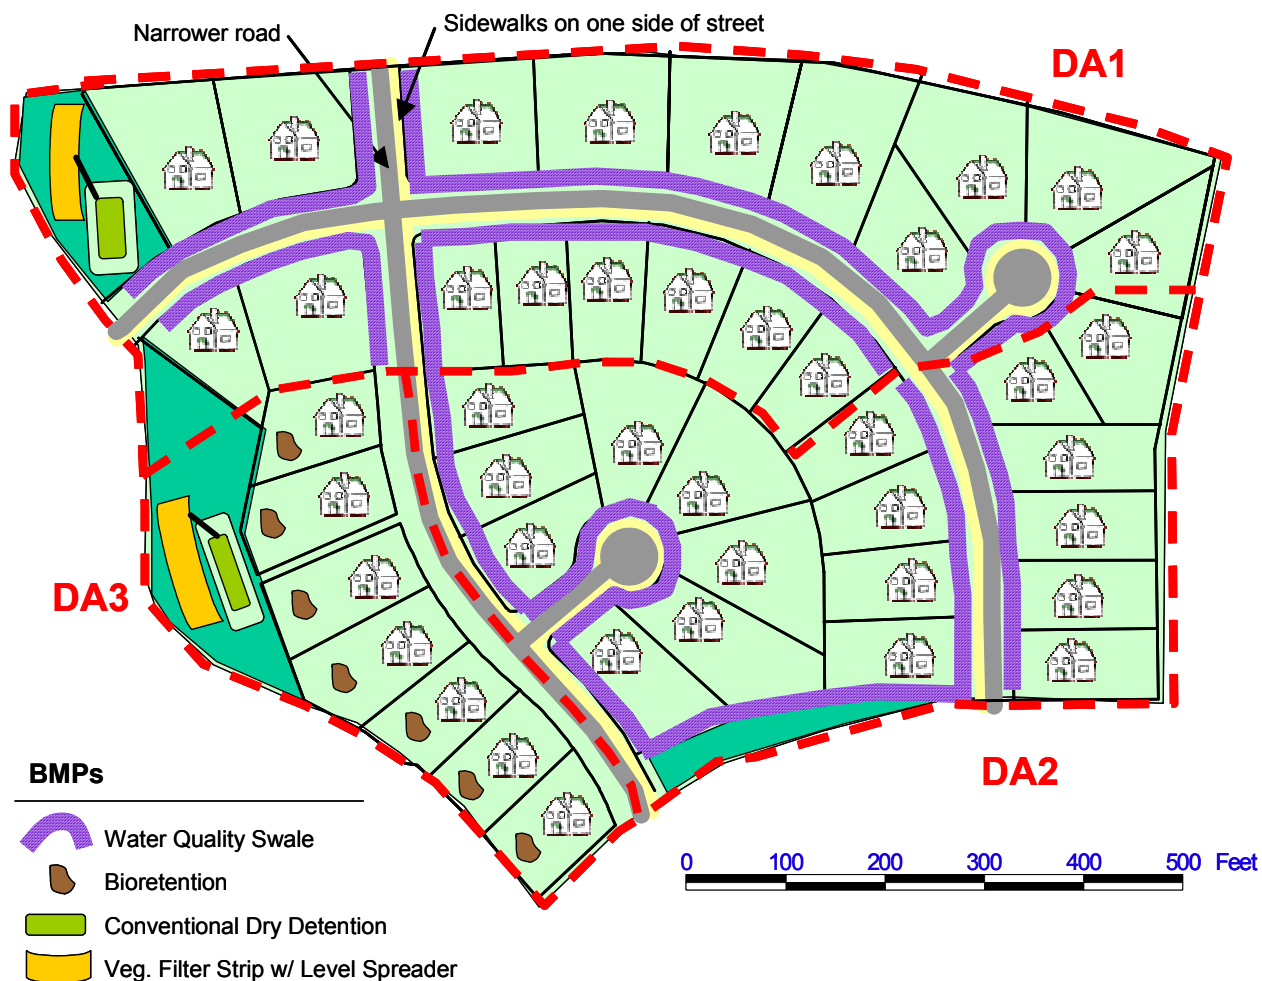 Sidewalks on one side of street
Narrower road
DA1
DA3
DA2
BMPs
Water Quality Swale
Bioretention
Conventional Dry Detention
Veg. Filter Strip w/ Level Spreader
0 100 200 300 400 500 Feet